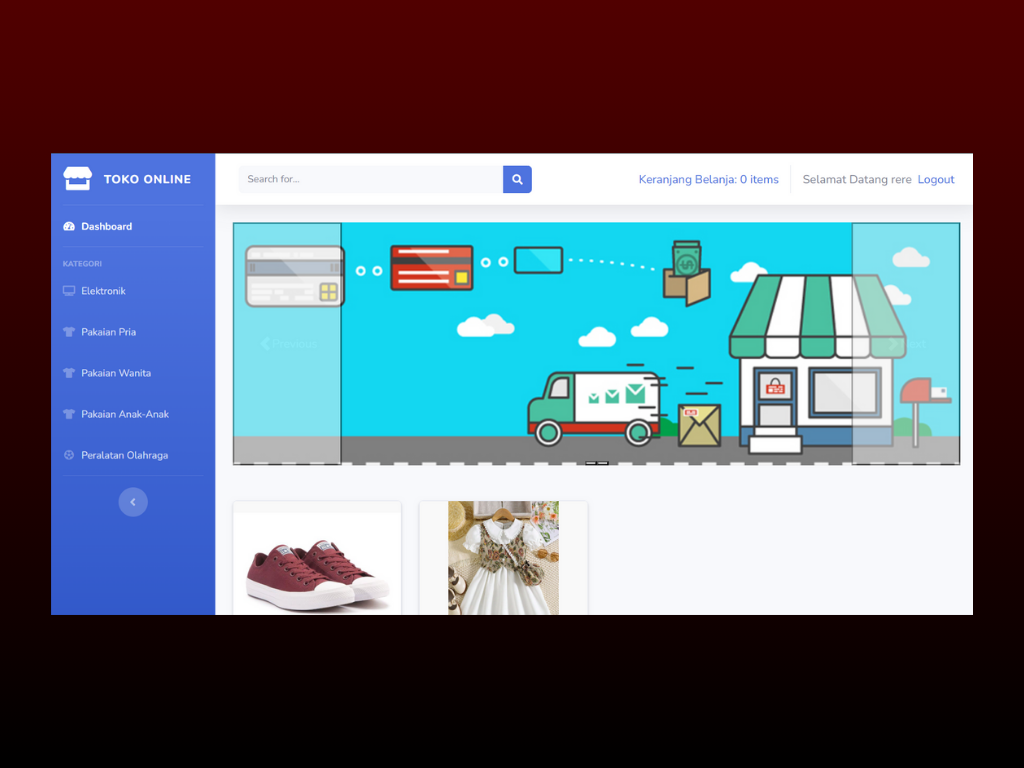 TOKO ONLINE
Search for...
Keranjang Belanja: 0 items
Selamat Datang rere Logout
Dashboard
KATEGORI
Elektronik
Pakaian Pria
Pakaian Wanita
Pakaian Anak-Anak
Peralatan Olahraga
Previous